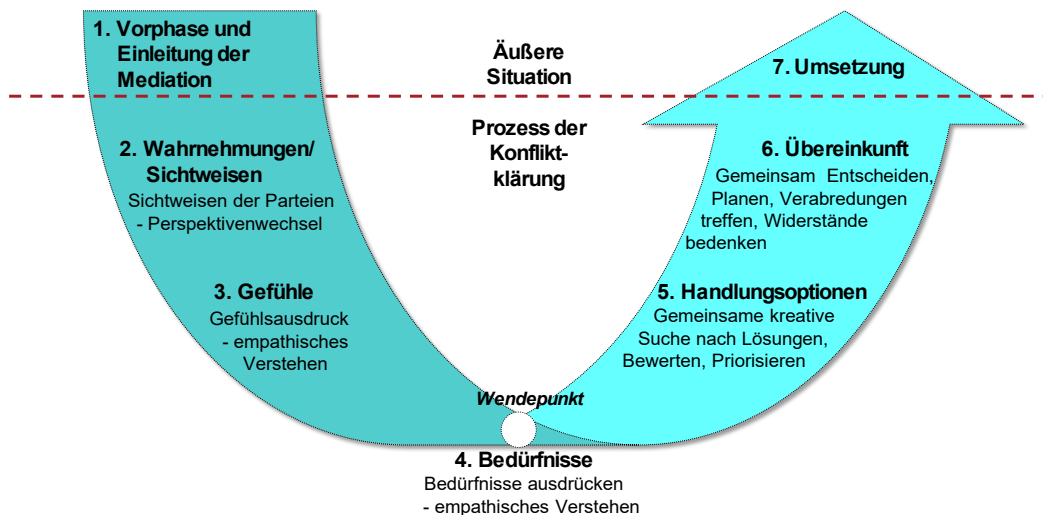 1. Vorphase und
Einleitung der
Mediation
Äußere
Situation
7. Umsetzung
Prozess der
Konflikt-
klärung
2. Wahrnehmungen/
Sichtweisen
Sichtweisen der Parteien
- Perspektivenwechsel
3. Gefühle
Gefühlsausdruck
- empathisches
Verstehen
Wendepunkt
4. Bedürfnisse
Bedürfnisse ausdrücken
- empathisches Verstehen
5. Handlungsoptionen
Gemeinsame kreative
Suche nach Lösungen,
Bewerten, Priorisieren
6. Übereinkunft
Gemeinsam Entscheiden,
Planen, Verabredungen
treffen, Widerstände
bedenken